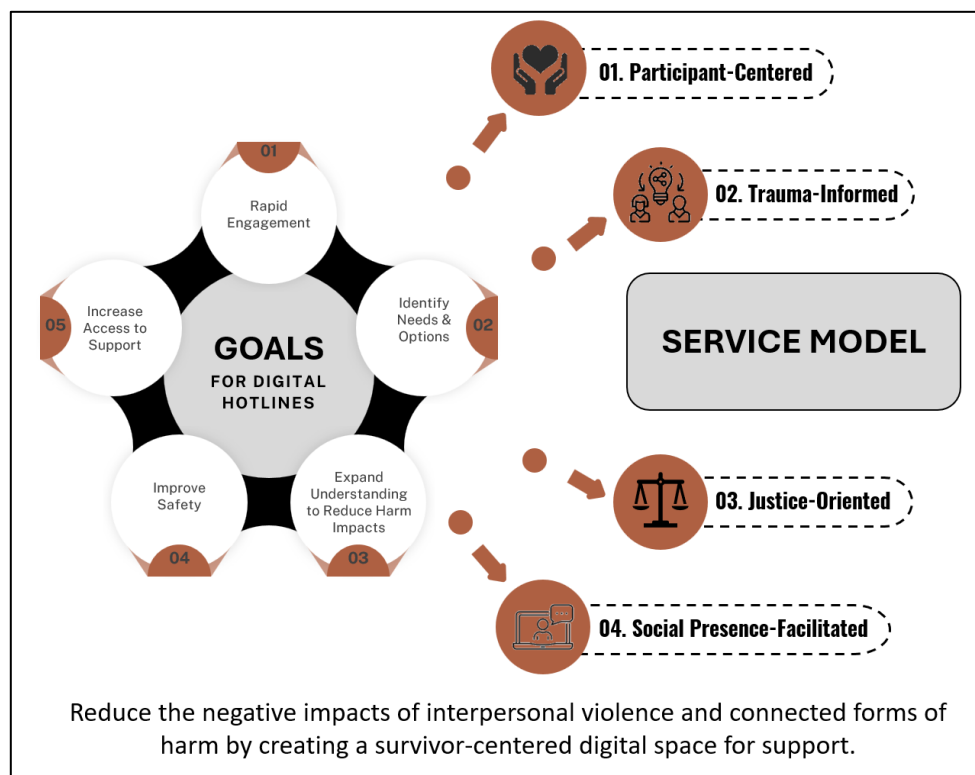 GOALS
FOR DIGITAL
HOTLINES
01
Rapid
Engagement
Identify
Needs &
Options
02
Expand
Understanding
to Reduce Harm
Impacts
03
Improve
Safety
04
Increase
Access to
Support
05
01. Participant-Centered
02. Trauma-Informed
SERVICE MODEL
03. Justice-Oriented
04. Social Presence-Facilitated
Reduce the negative impacts of interpersonal violence and connected forms of
harm by creating a survivor-centered digital space for support.